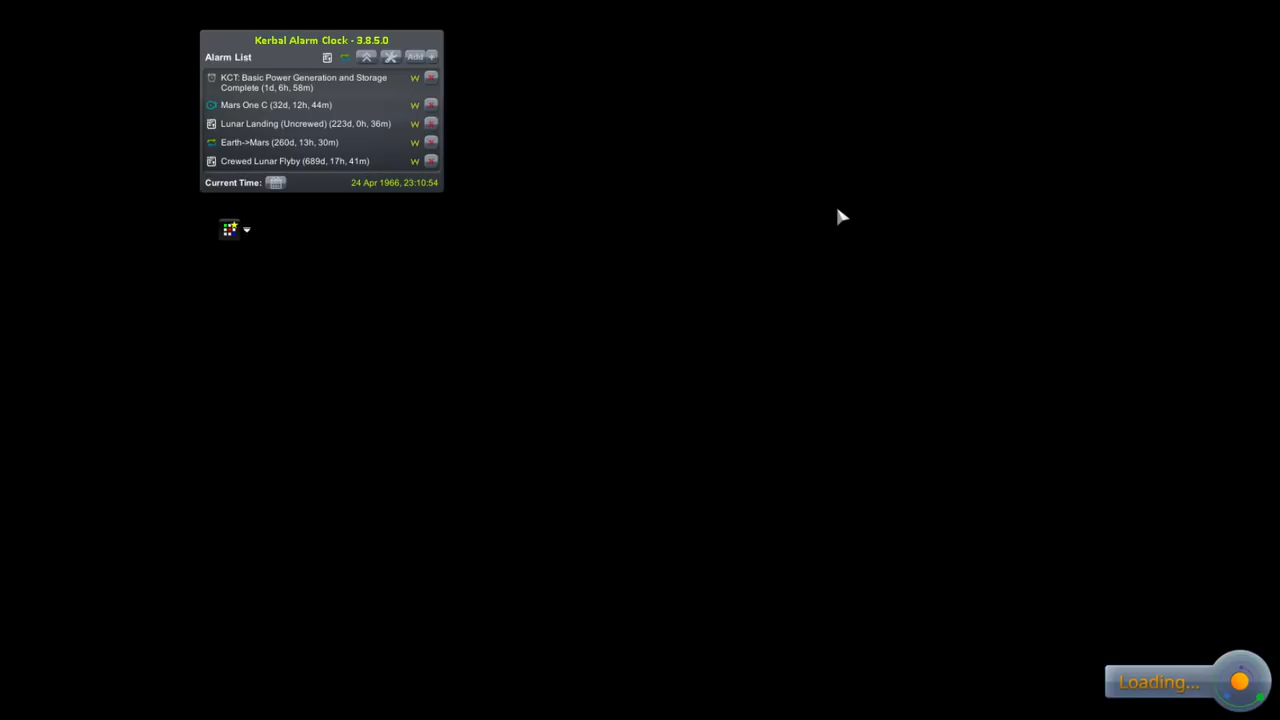 Kerbal Alarm Clock - 3.8.5.0
Alarm List
Add +
KCT: Basic Power Generation and Storage
Complete (1d, 6h, 58m)
W
Mars One C (32d, 12h, 44m)
W
Lunar Landing (Uncrewed) (223d, 0h, 36m)
W
Earth->Mars (260d, 13h, 30m)
W
Crewed Lunar Flyby (689d, 17h, 41m)
W
Current Time:
24 Apr 1966, 23:10:54
Loading...